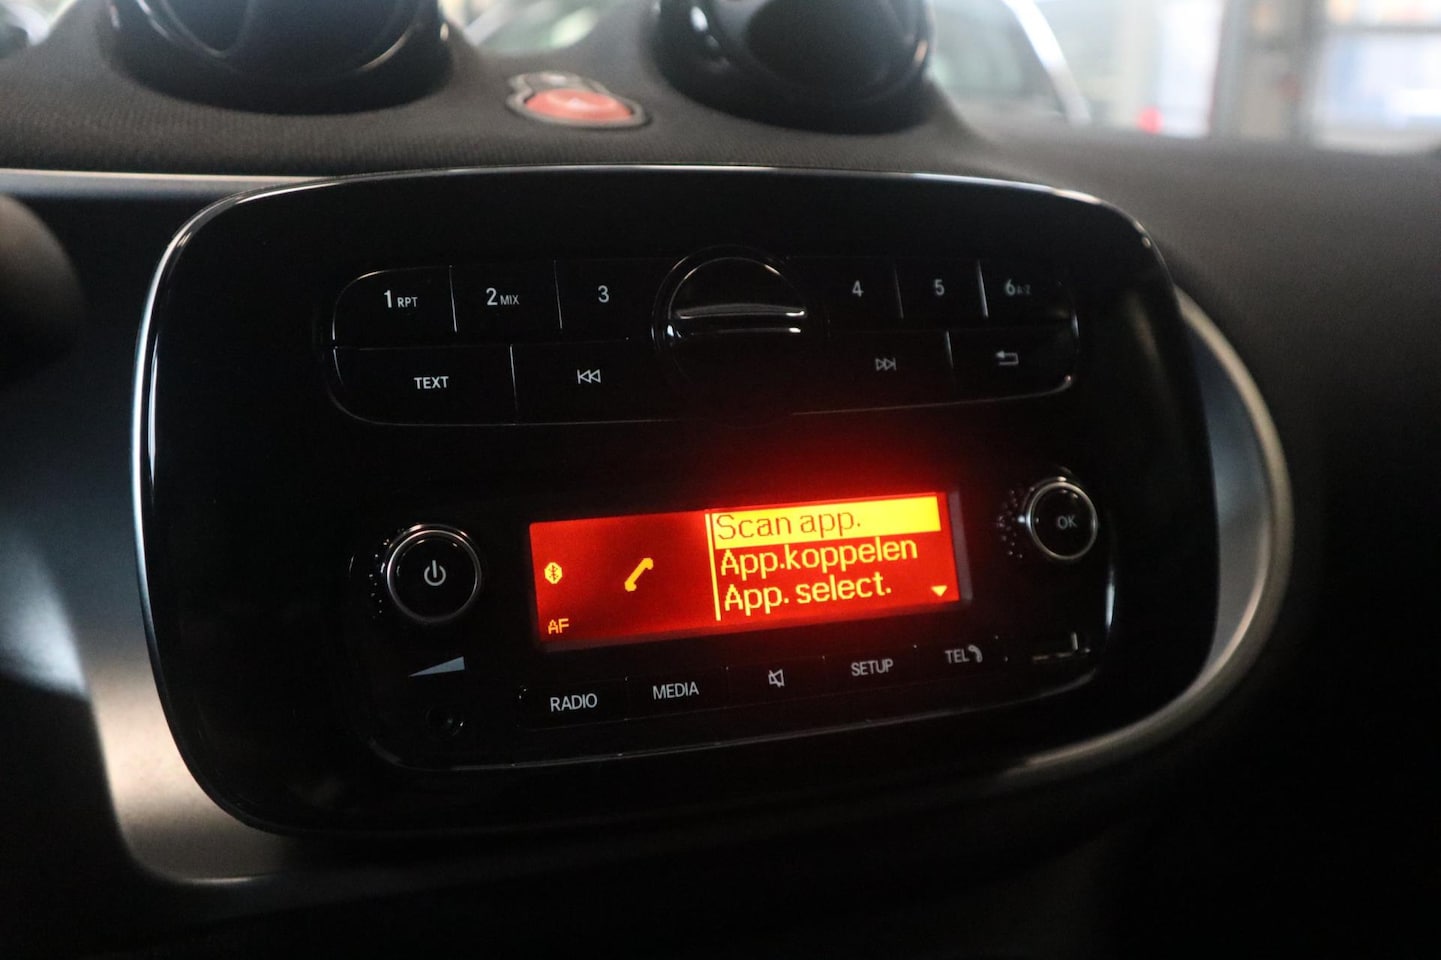 1 RPT 2 MIX 3 4 5 6 A-Z
TEXT
Scan app.
App.koppelen
App. select.
AF
OK
RADIO MEDIA SETUP TEL